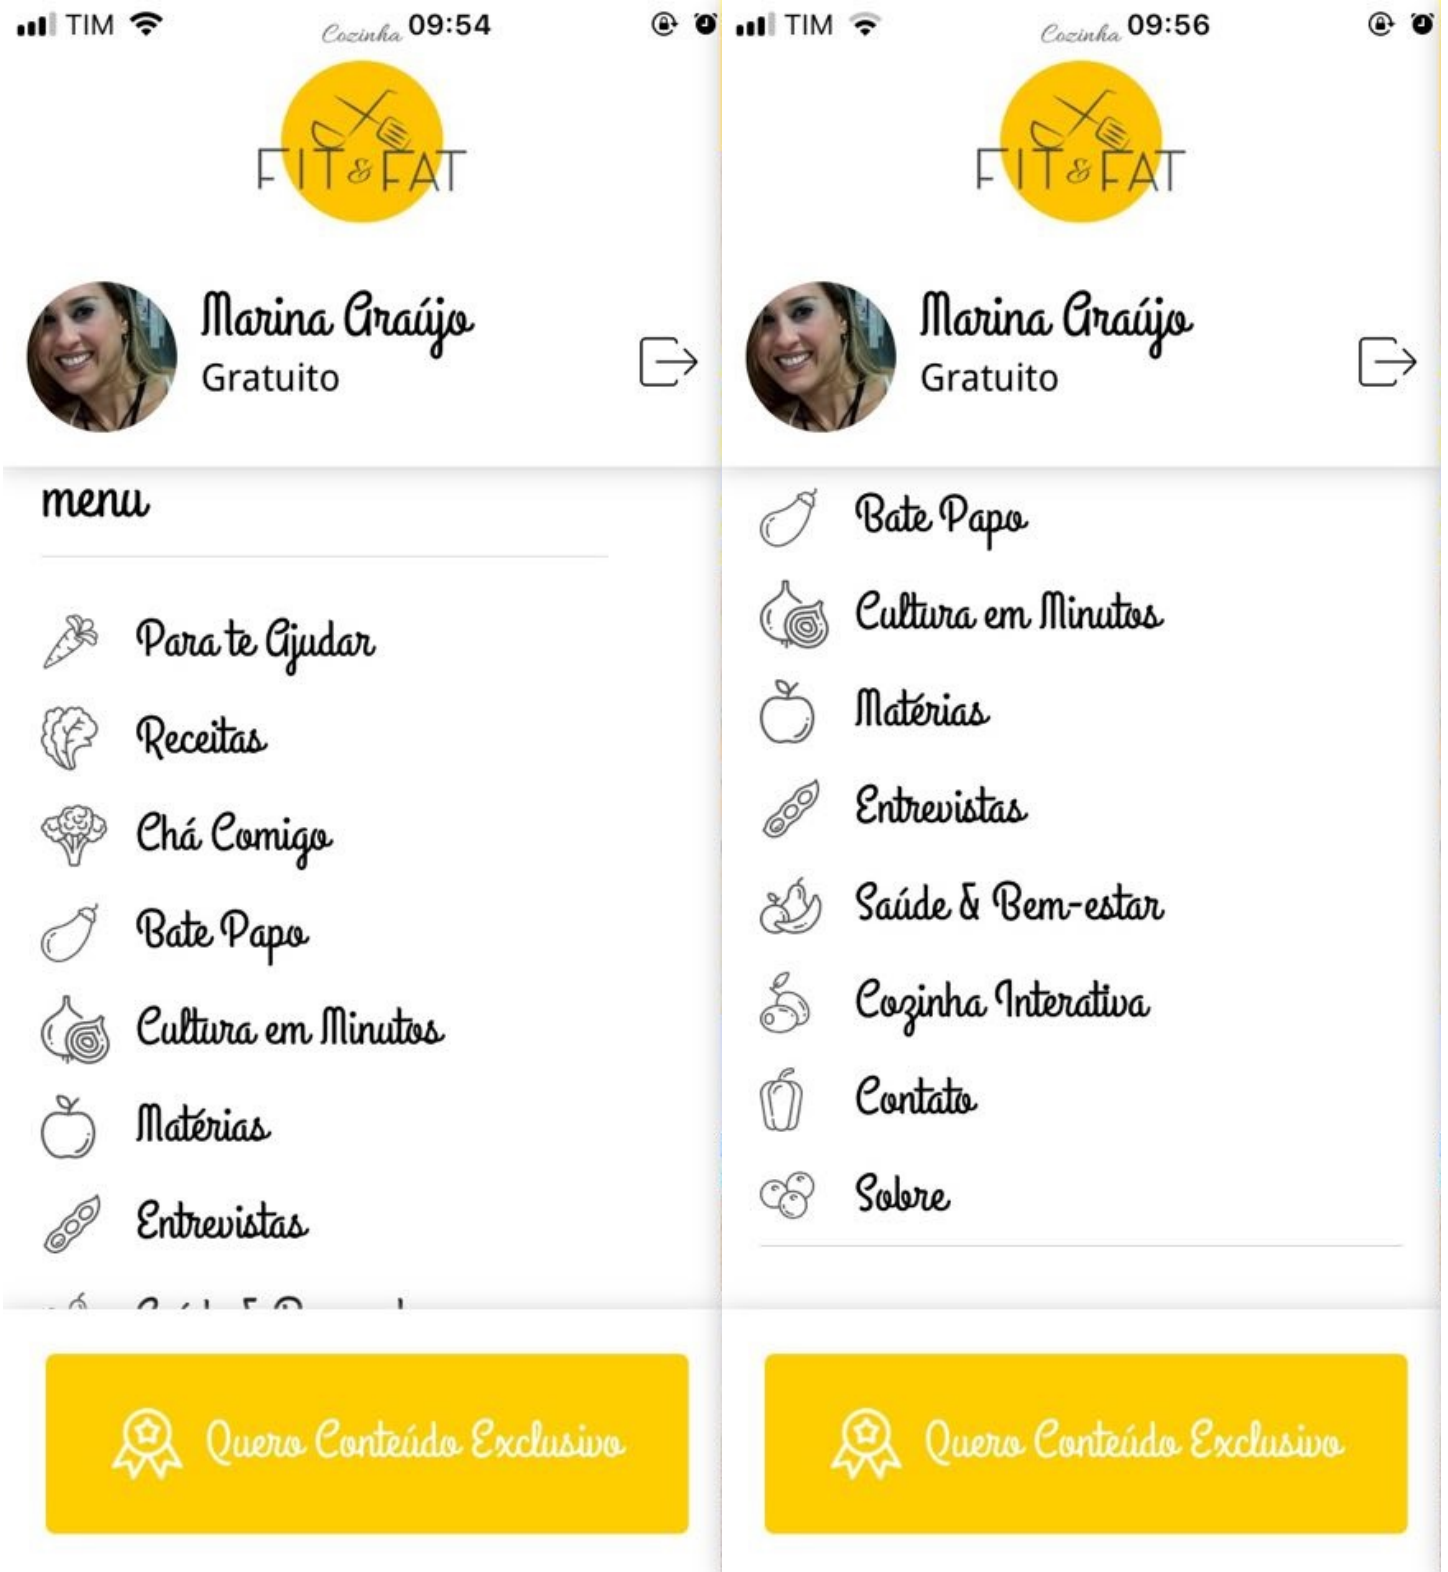 TIM
Cozinha 09:54
FIT & FAT
Marina Araújo
Gratuito
menu
Para te Ajudar
Receitas
Chá Comigo
Bate Papo
Cultura em Minutos
Matérias
Entrevistas
Quero Conteúdo Exclusivo
TIM
Cozinha 09:56
FIT & FAT
Marina Araújo
Gratuito
Bate Papo
Cultura em Minutos
Matérias
Entrevistas
Saúde & Bem-estar
Cozinha Interativa
Contato
Sobre
Quero Conteúdo Exclusivo